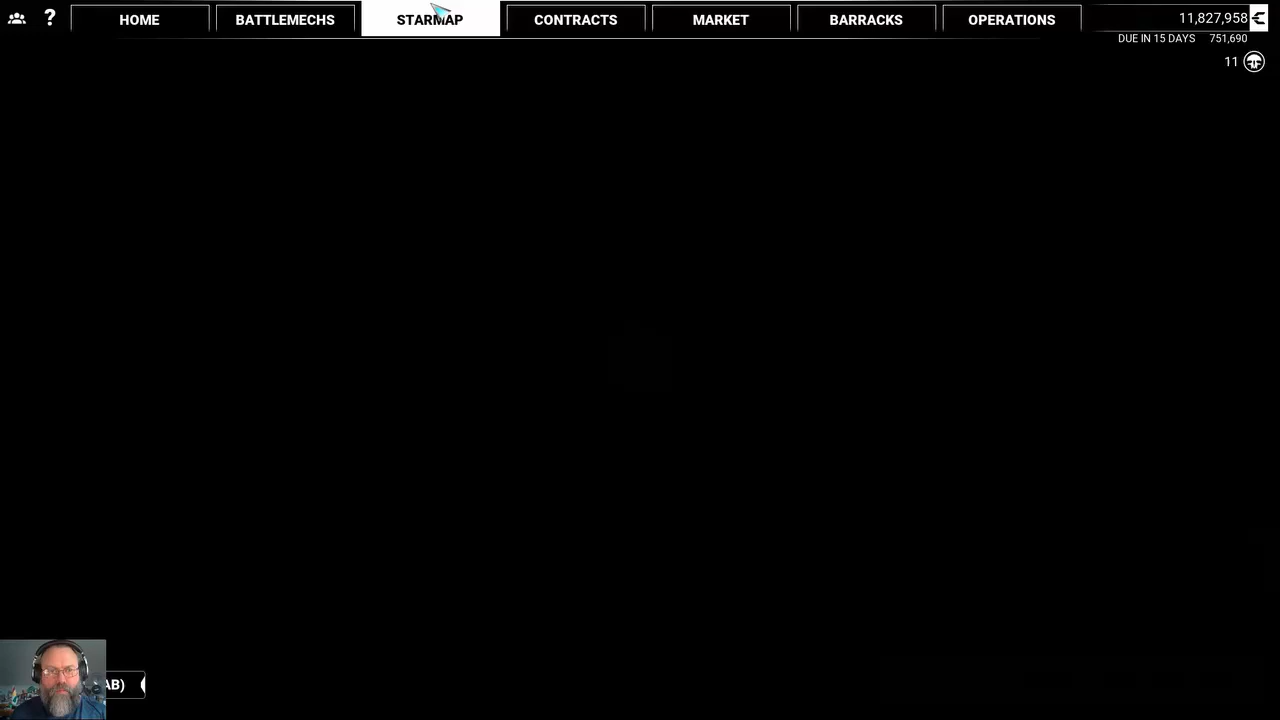 ?
HOME
BATTLEMECHS
STARMAP
CONTRACTS
MARKET
BARRACKS
OPERATIONS
11,827,958
DUE IN 15 DAYS 751,690
11
AB)